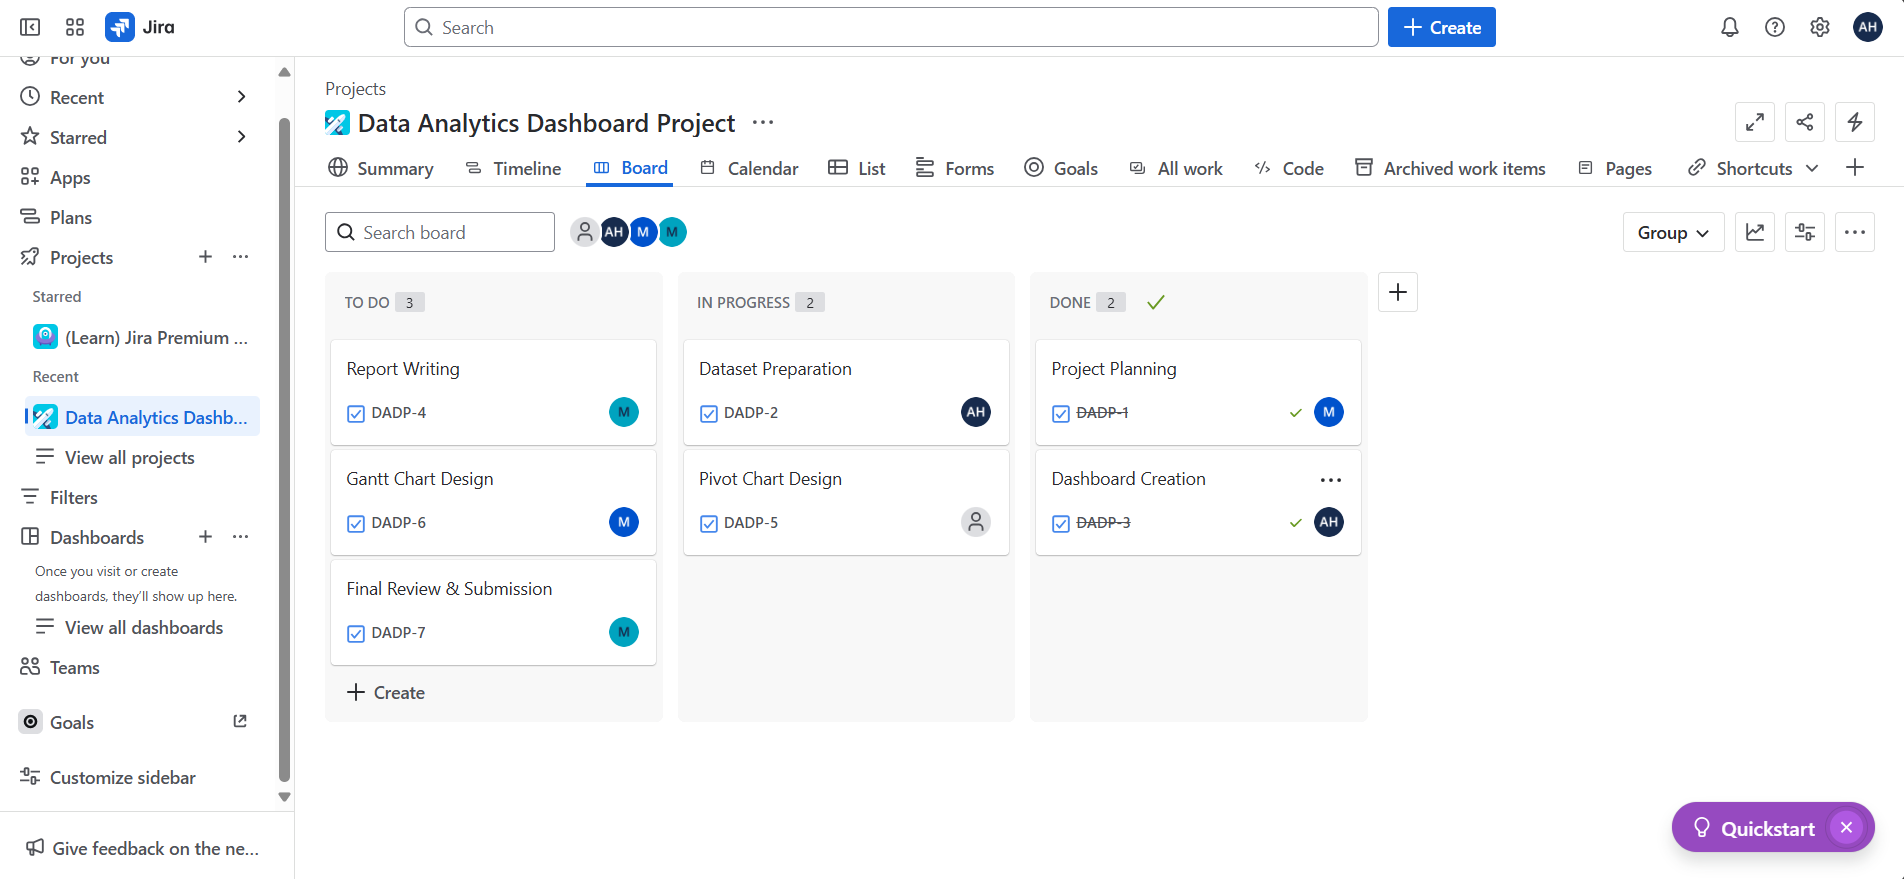 Jira
Search
Create
AH
For you
Recent
Starred
Apps
Plans
Projects
Starred
(Learn) Jira Premium ...
Recent
Data Analytics Dashb...
View all projects
Filters
Dashboards
Once you visit or create
dashboards, they'll show up here.
View all dashboards
Teams
Goals
Customize sidebar
Give feedback on the ne...
Projects
Data Analytics Dashboard Project
Summary Timeline Board Calendar List Forms Goals All work Code Archived work items Pages Shortcuts
Search board
AH M M
Group
TO DO 3
Report Writing
DADP-4 M
Gantt Chart Design
DADP-6 M
Final Review & Submission
DADP-7 M
Create
IN PROGRESS 2
Dataset Preparation
DADP-2 AH
Pivot Chart Design
DADP-5
DONE 2
Project Planning
DADP-1 M
Dashboard Creation
DADP-3 AH
Quickstart